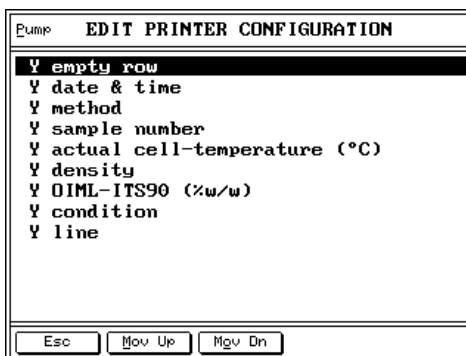 Pump EDIT PRINTER CONFIGURATION
Y empty row
Y date & time
Y method
Y sample number
Y actual cell-temperature (°C)
Y density
Y OIML-ITS90 (%w/w)
Y condition
Y line
Esc Mov Up Mov Dn